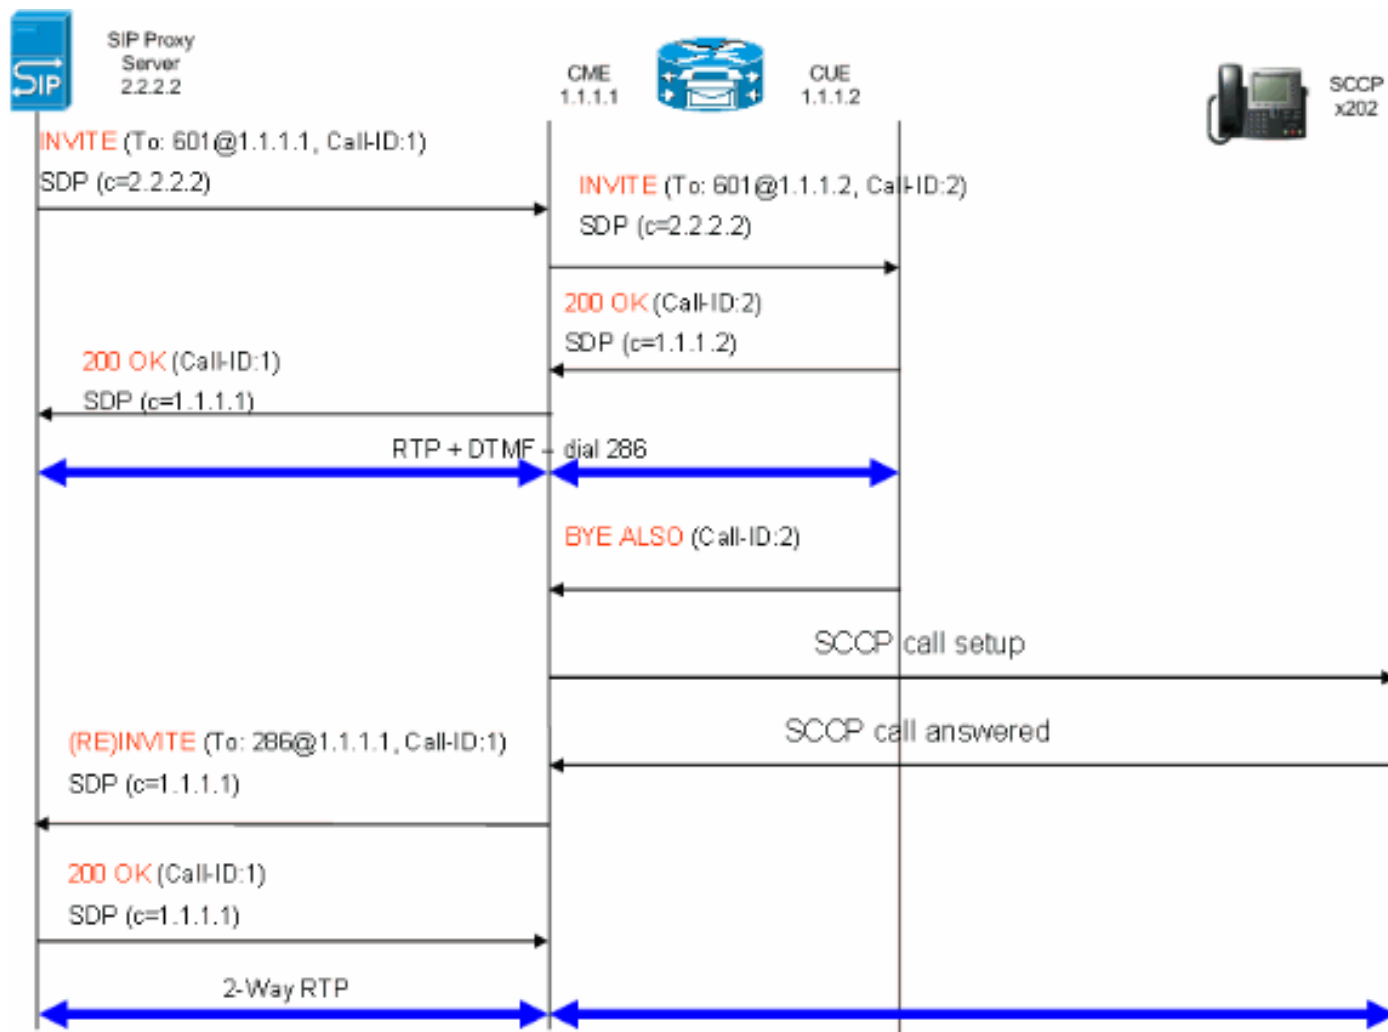 SIP Proxy
Server
2.2.2.2
SIP
CME
1.1.1.1
CUE
1.1.1.2
SCCP
x202
INVITE (To: 601@1.1.1.1, Call-ID:1)
SDP (c=2.2.2.2)
INVITE (To: 601@1.1.1.2, Call-ID:2)
SDP (c=2.2.2.2)
200 OK (Call-ID:2)
SDP (c=1.1.1.2)
200 OK (Call-ID:1)
SDP (c=1.1.1.1)
RTP + DTMF – dial 286
BYE ALSO (Call-ID:2)
SCCP call setup
SCCP call answered
(RE)INVITE (To: 286@1.1.1.1, Call-ID:1)
SDP (c=1.1.1.1)
200 OK (Call-ID:1)
SDP (c=1.1.1.1)
2-Way RTP